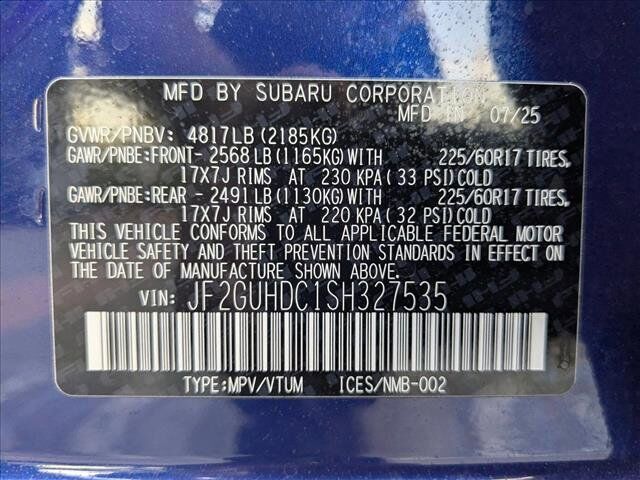 MFD BY SUBARU CORPORATION
MFD IN 07/25
GVWR/PNBV: 4817LB (2185KG)
GAWR/PNBE:FRONT- 2568LB (1165KG) WITH 225/60R17 TIRES,
17X7J RIMS AT 230 KPA (33 PSI) COLD
GAWR/PNBE:REAR - 2491LB (1130KG) WITH 225/60R17 TIRES,
17X7J RIMS AT 220 KPA (32 PSI) COLD
THIS VEHICLE CONFORMS TO ALL APPLICABLE FEDERAL MOTOR
VEHICLE SAFETY AND THEFT PREVENTION STANDARDS IN EFFECT
ON THE DATE OF MANUFACTURE SHOWN ABOVE.
VIN: JF2GUHDC1SH327535
TYPE:MPV/VTUM ICES/NMB-002